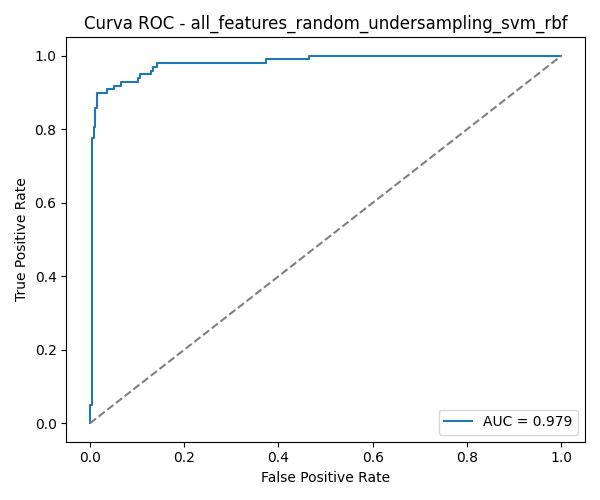 Curva ROC - all_features_random_undersampling_svm_rbf
1.0
0.8
0.6
0.4
0.2
0.0
True Positive Rate
AUC = 0.979
0.0 0.2 0.4 0.6 0.8 1.0
False Positive Rate